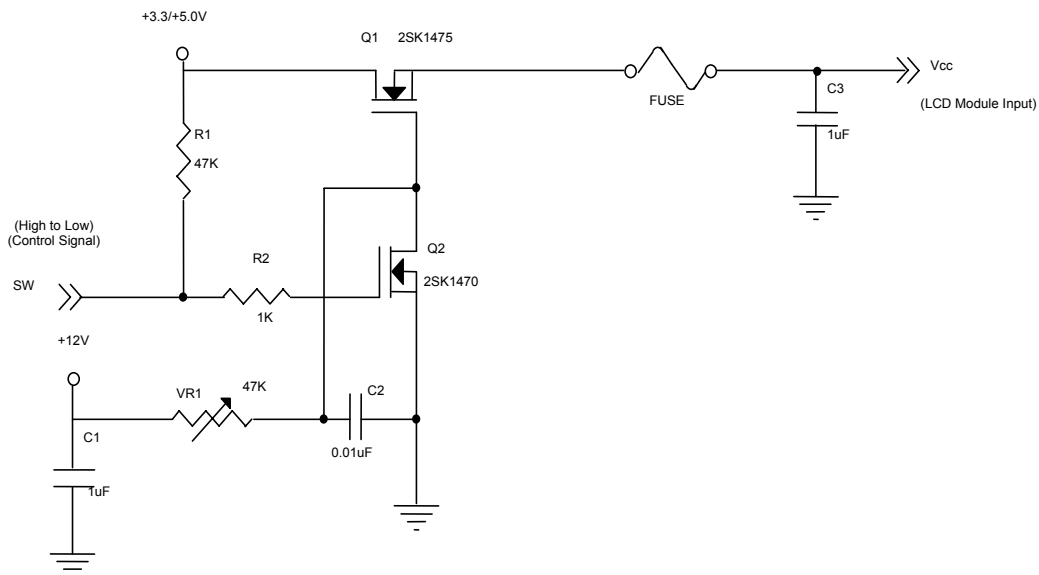 +3.3/+5.0V
Q1 2SK1475
Vcc
C3
FUSE
(LCD Module Input)
1uF
R1
47K
(High to Low)
(Control Signal)
Q2
R2
2SK1470
SW
1K
+12V
VR1
47K
C2
C1
0.01uF
1uF